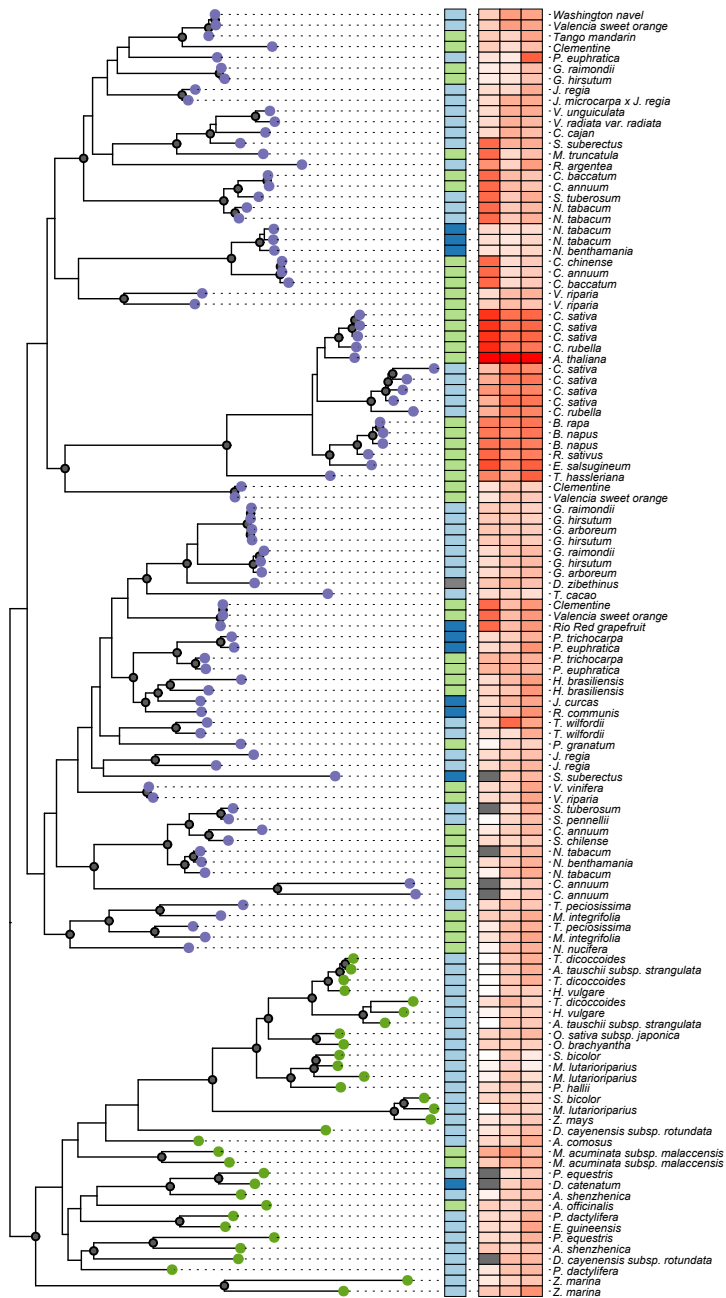 Washington navel
Valencia sweet orange
Tango mandarin
Clementine
P. euphratica
G. raimondii
G. hirsutum
J. regia
J. microcarpa x J. regia
V. unguiculata
V. radiata var. radiata
C. cajan
S. suberectus
M. truncatula
R. argentea
C. baccatum
C. annuum
S. tuberosum
N. tabacum
N. tabacum
N. tabacum
N. tabacum
N. benthamania
C. chinense
C. annuum
C. baccatum
V. riparia
V. riparia
C. sativa
C. sativa
C. sativa
C. rubella
A. thaliana
C. sativa
C. sativa
C. sativa
C. sativa
C. rubella
B. rapa
B. napus
B. napus
R. sativus
E. salsugineum
T. hassleriana
Clementine
Valencia sweet orange
G. raimondii
G. hirsutum
G. arboreum
G. hirsutum
G. raimondii
G. hirsutum
G. arboreum
D. zibethinus
T. cacao
Clementine
Valencia sweet orange
Rio Red grapefruit
P. trichocarpa
P. euphratica
P. trichocarpa
P. euphratica
H. brasiliensis
H. brasiliensis
J. curcas
R. communis
T. wilfordii
T. wilfordii
P. granatum
J. regia
J. regia
S. suberectus
V. vinifera
V. riparia
S. tuberosum
S. pennellii
C. annuum
S. chilense
N. tabacum
N. benthamania
N. tabacum
C. annuum
C. annuum
T. peciosissima
M. integrifolia
T. peciosissima
M. integrifolia
N. nucifera
T. dicoccoides
A. tauschii subsp. strangulata
T. dicoccoides
H. vulgare
T. dicoccoides
H. vulgare
A. tauschii subsp. strangulata
O. sativa subsp. japonica
O. brachyantha
S. bicolor
M. lutarioriparius
M. lutarioriparius
P. hallii
S. bicolor
M. lutarioriparius
Z. mays
D. cayenensis subsp. rotundata
A. comosus
M. acuminata subsp. malaccensis
M. acuminata subsp. malaccensis
P. equestris
D. catenatum
A. shenzhenica
A. officinalis
P. dactylifera
E. guineensis
P. equestris
A. shenzhenica
D. cayenensis subsp. rotundata
P. dactylifera
Z. marina
Z. marina